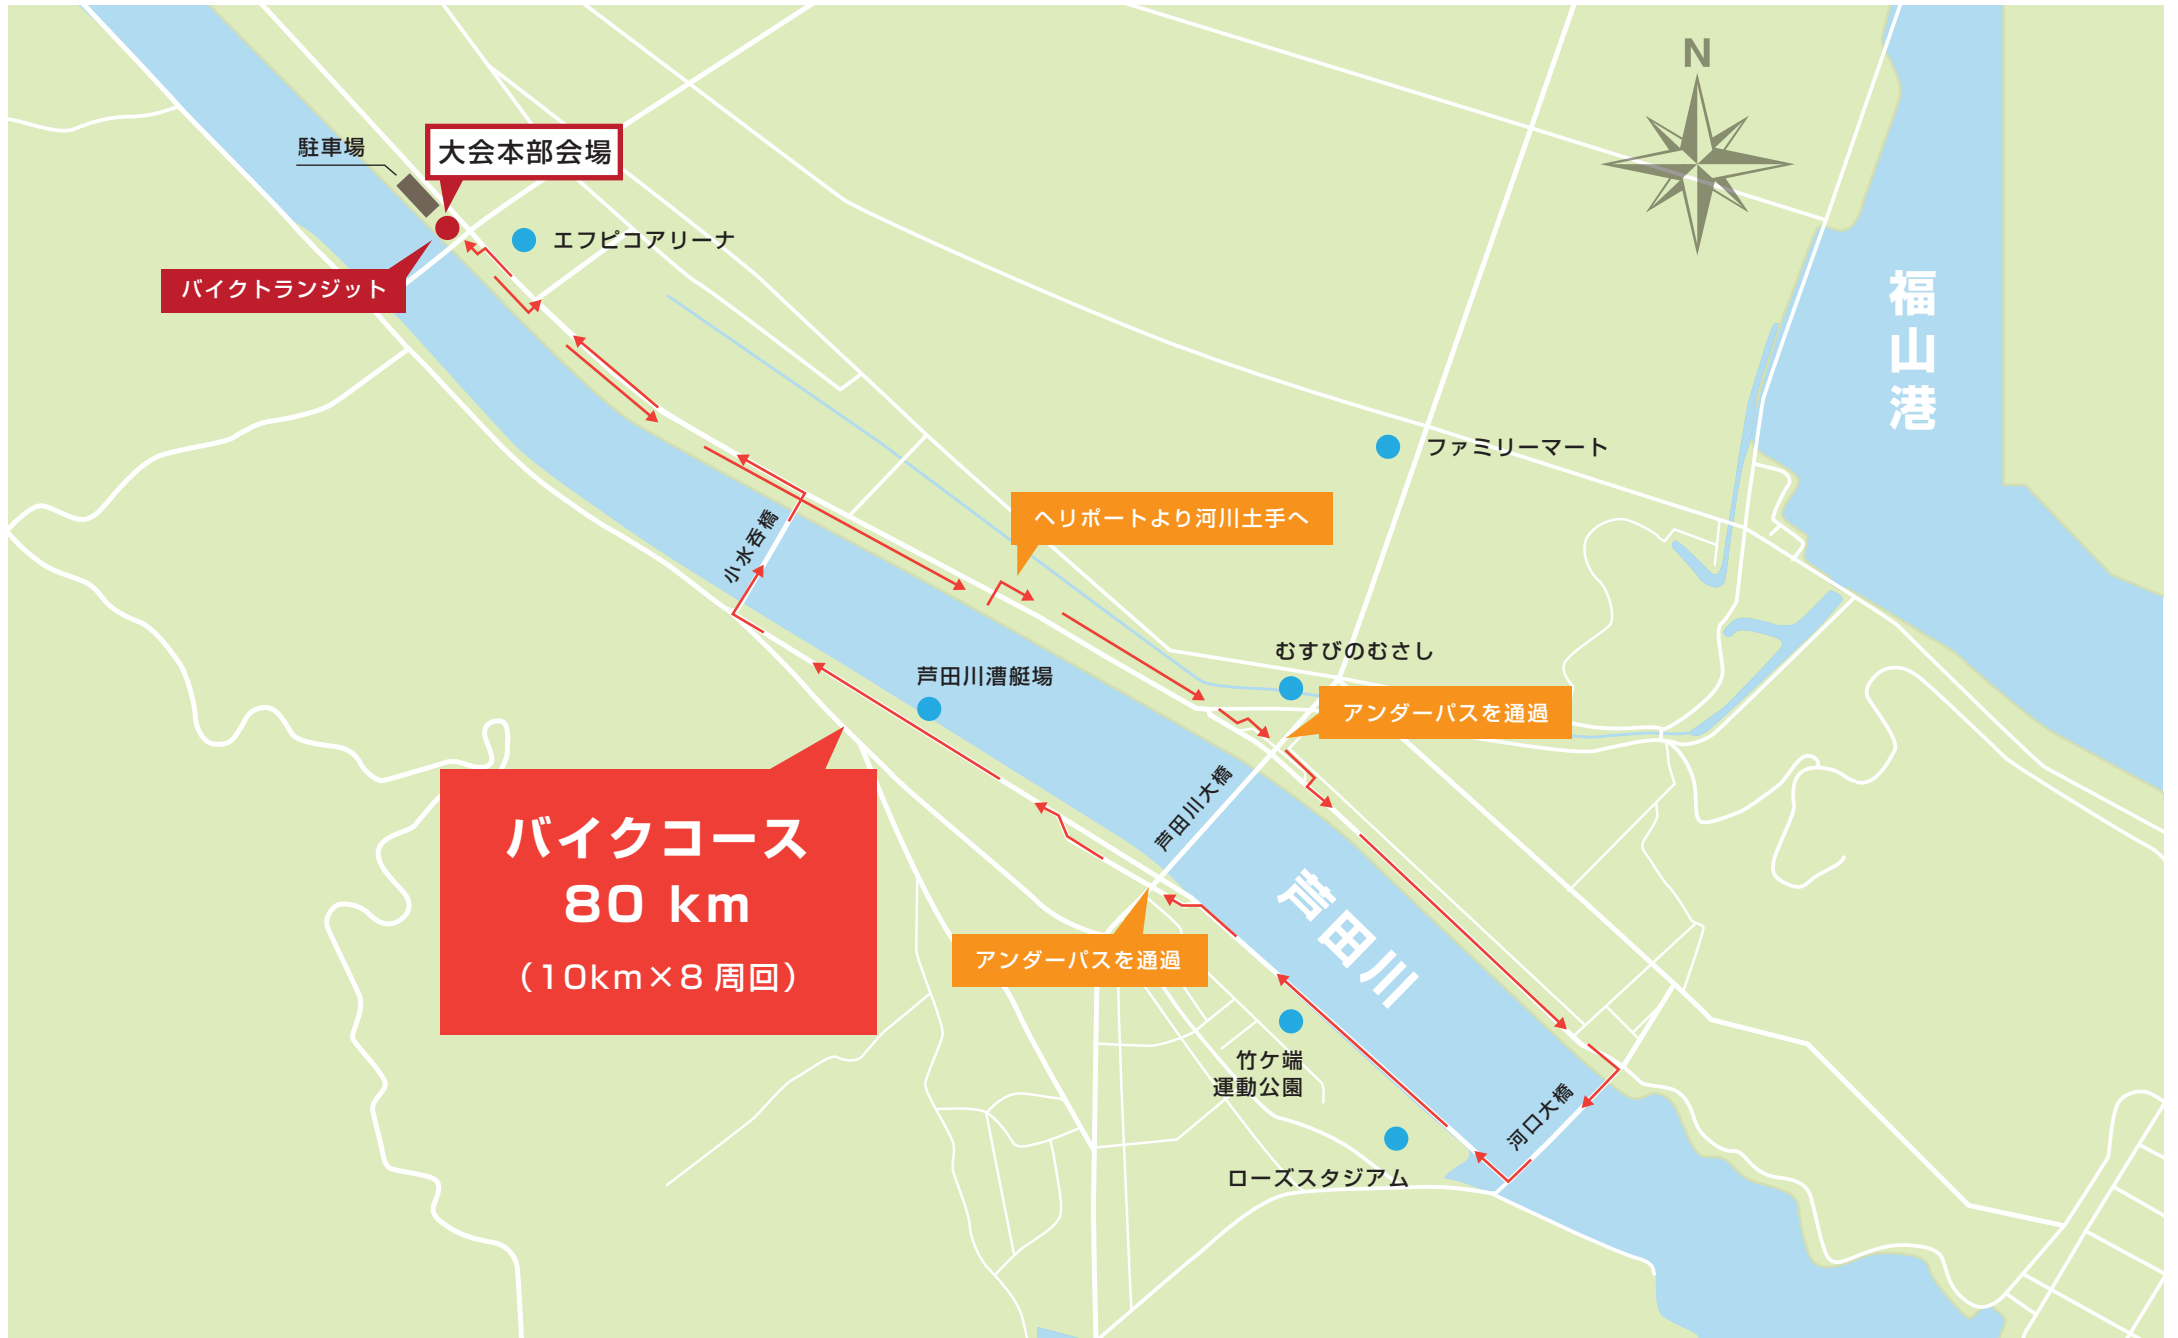 N
駐車場
大会本部会場
エフピコアリーナ
バイクトランジット
福山港
ファミリーマート
ヘリポートより河川土手へ
小水呑橋
むすびのむさし
芦田川漕艇場
アンダーパスを通過
芦田川大橋
バイクコース
80 km
（10km×8 周回）
芦田川
アンダーパスを通過
竹ケ端
運動公園
河口大橋
ローズスタジアム